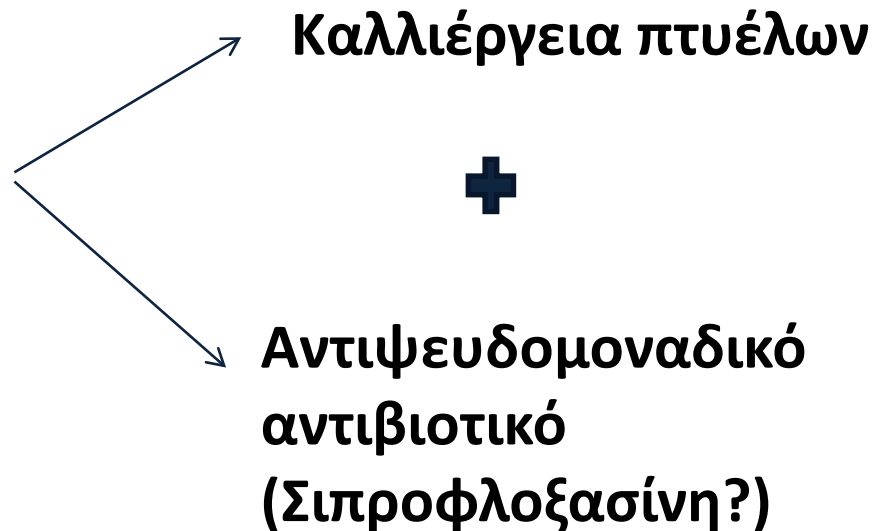 Καλλιέργεια πτυέλων
Αντιψευδομοναδικό
αντιβιοτικό
(Σιπροφλοξασίνη?)